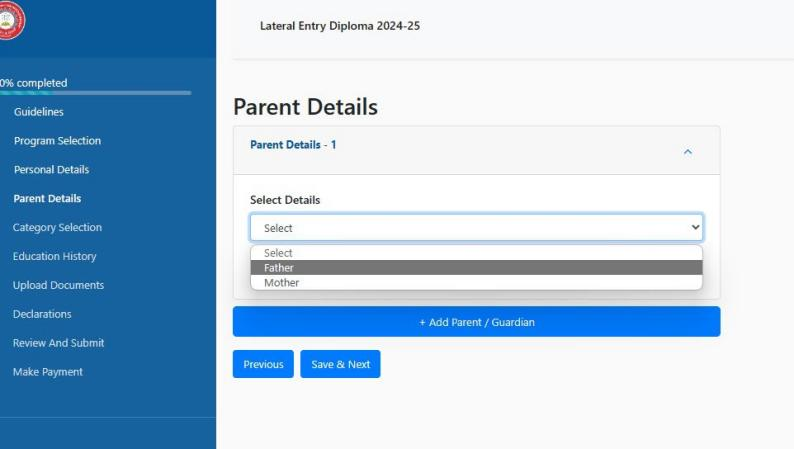 Lateral Entry Diploma 2024-25
0% completed
Guidelines
Program Selection
Personal Details
Parent Details
Category Selection
Education History
Upload Documents
Declarations
Review And Submit
Make Payment
Parent Details
Parent Details - 1
Select Details
Select
Select
Father
Mother
+ Add Parent / Guardian
Previous
Save & Next